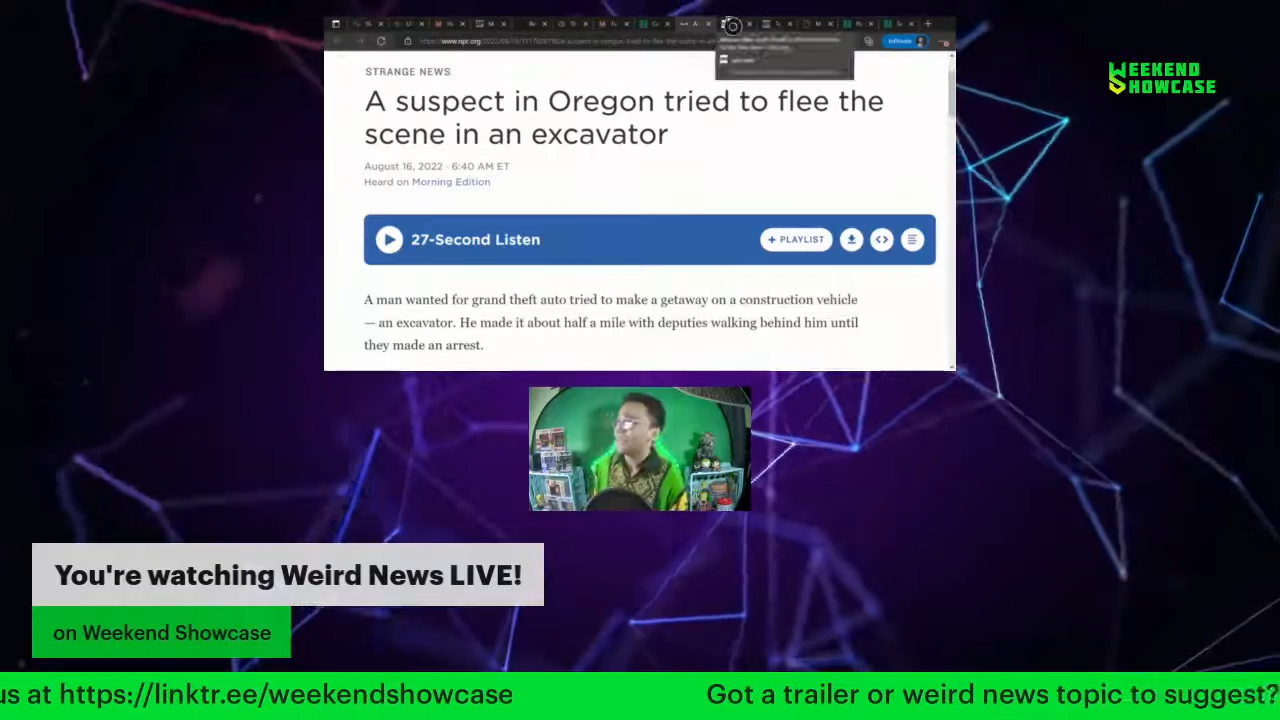 STRANGE NEWS
A suspect in Oregon tried to flee the
scene in an excavator
August 16, 2022 · 6:40 AM ET
Heard on Morning Edition
27-Second Listen
+ PLAYLIST
A man wanted for grand theft auto tried to make a getaway on a construction vehicle
— an excavator. He made it about half a mile with deputies walking behind him until
they made an arrest.
WEEKEND
SHOWCASE
You're watching Weird News LIVE!
on Weekend Showcase
us at https://linktr.ee/weekendshowcase
Got a trailer or weird news topic to suggest?